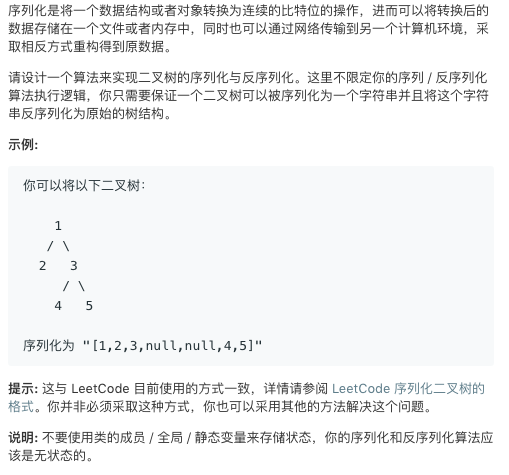 序列化是将一个数据结构或者对象转换为连续的比特位的操作，进而可以将转换后的
数据存储在一个文件或者内存中，同时也可以通过网络传输到另一个计算机环境，采
取相反方式重构得到原数据。
请设计一个算法来实现二叉树的序列化与反序列化。这里不限定你的序列 / 反序列化
算法执行逻辑，你只需要保证一个二叉树可以被序列化为一个字符串并且将这个字符
串反序列化为原始的树结构。
示例:
你可以将以下二叉树：
1
/ \
2 3
/ \
4 5
序列化为 "[1,2,3,null,null,4,5]"
提示: 这与 LeetCode 目前使用的方式一致，详情请参阅 LeetCode 序列化二叉树的
格式。你并非必须采取这种方式，你也可以采用其他的方法解决这个问题。
说明: 不要使用类的成员 / 全局 / 静态变量来存储状态，你的序列化和反序列化算法应
该是无状态的。